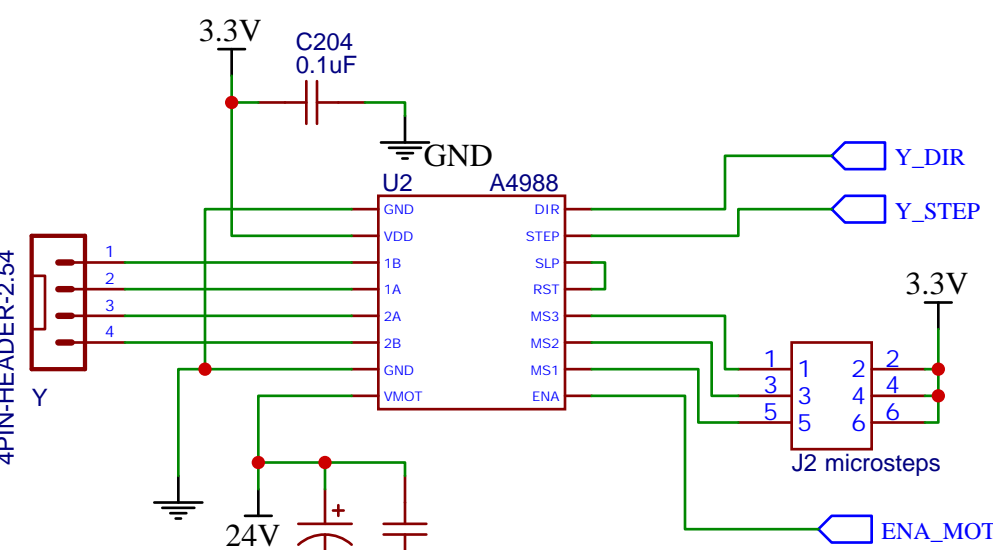 3.3V
C204
0.1uF
GND
U2 A4988
GND DIR
VDD STEP
1B SLP
1A RST
2A MS3
2B MS2
GND MS1
VMOT ENA
Y_DIR
Y_STEP
4PIN-HEADER-2.54
1
2
3
4
Y
3.3V
1 1 2 2
3 3 4 4
5 5 6 6
J2 microsteps
24V
+
ENA_MOT